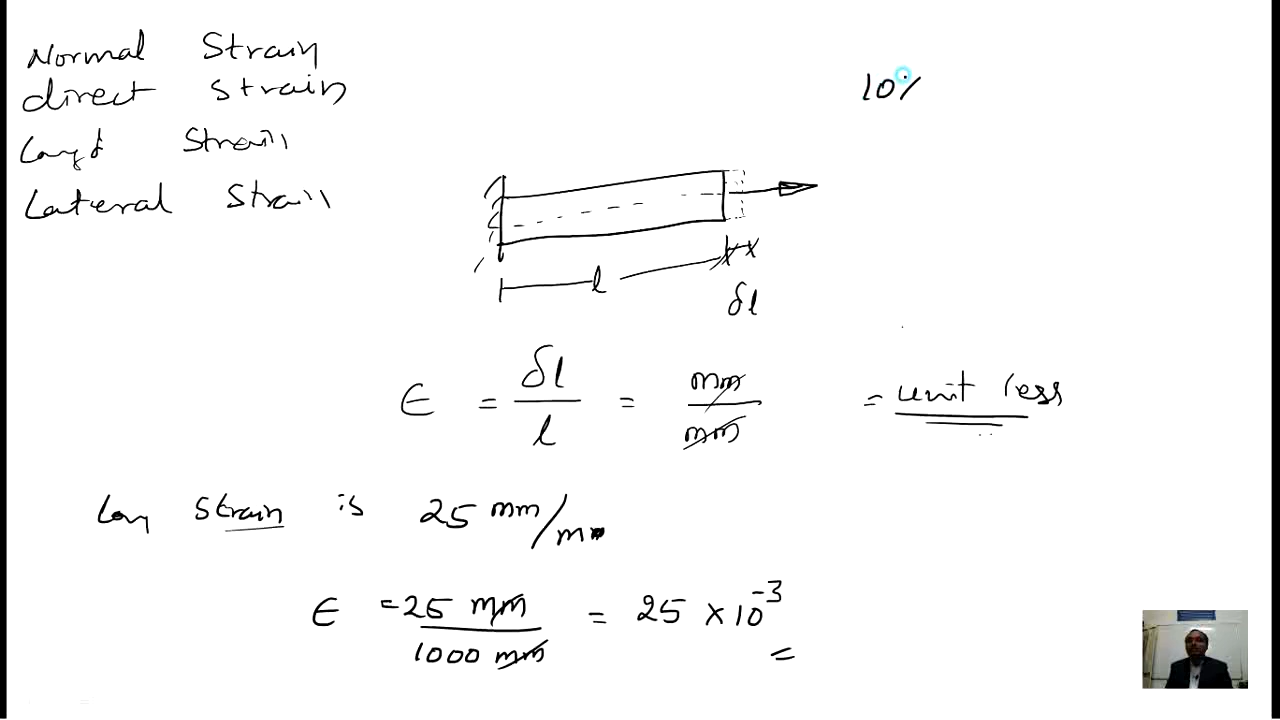 Normal Strain
direct Strain
Strain
Lateral Strain
10%
l
δl
ϵ = δl/l = mm/mm = unit less
Strain is 25 mm/m
ϵ = 25 mm/1000 mm = 25 × 10⁻³
=